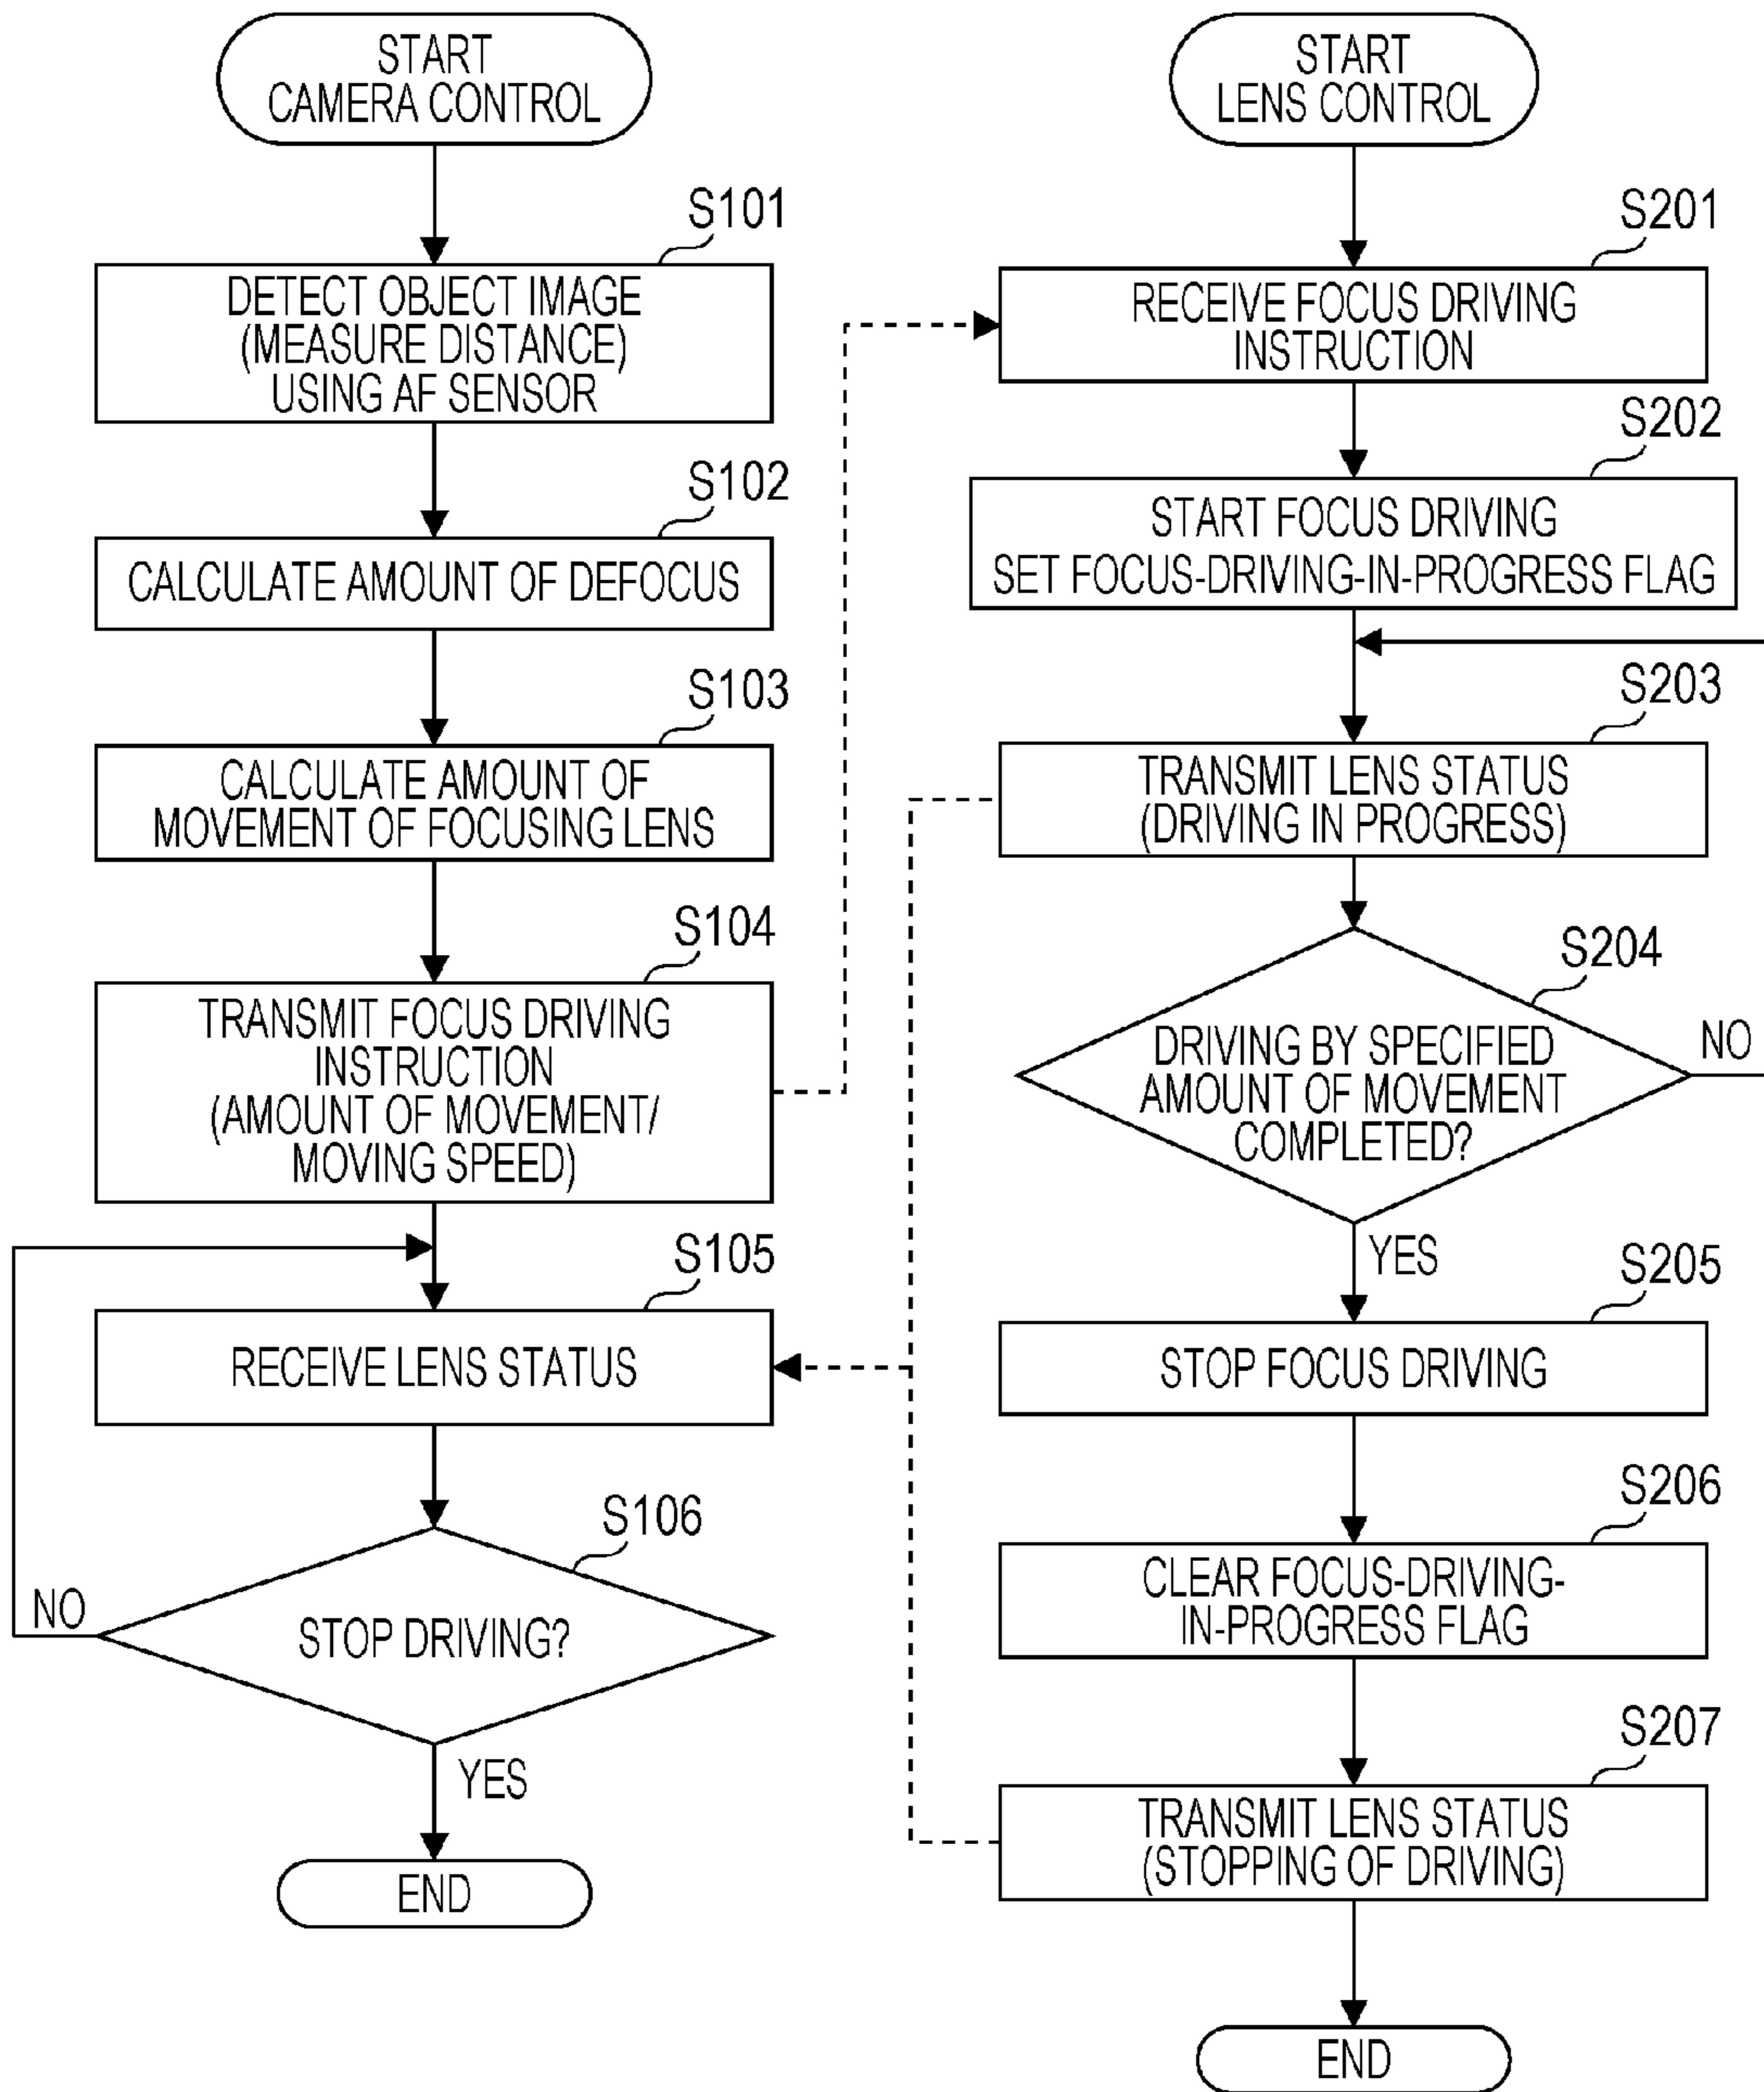 START
CAMERA CONTROL
S101
DETECT OBJECT IMAGE
(MEASURE DISTANCE)
USING AF SENSOR
S102
CALCULATE AMOUNT OF DEFOCUS
S103
CALCULATE AMOUNT OF
MOVEMENT OF FOCUSING LENS
S104
TRANSMIT FOCUS DRIVING
INSTRUCTION
(AMOUNT OF MOVEMENT/
MOVING SPEED)
S105
RECEIVE LENS STATUS
S106
STOP DRIVING?
NO
YES
END
START
LENS CONTROL
S201
RECEIVE FOCUS DRIVING
INSTRUCTION
S202
START FOCUS DRIVING
SET FOCUS-DRIVING-IN-PROGRESS FLAG
S203
TRANSMIT LENS STATUS
(DRIVING IN PROGRESS)
S204
DRIVING BY SPECIFIED
AMOUNT OF MOVEMENT
COMPLETED?
NO
YES
S205
STOP FOCUS DRIVING
S206
CLEAR FOCUS-DRIVING-
IN-PROGRESS FLAG
S207
TRANSMIT LENS STATUS
(STOPPING OF DRIVING)
END